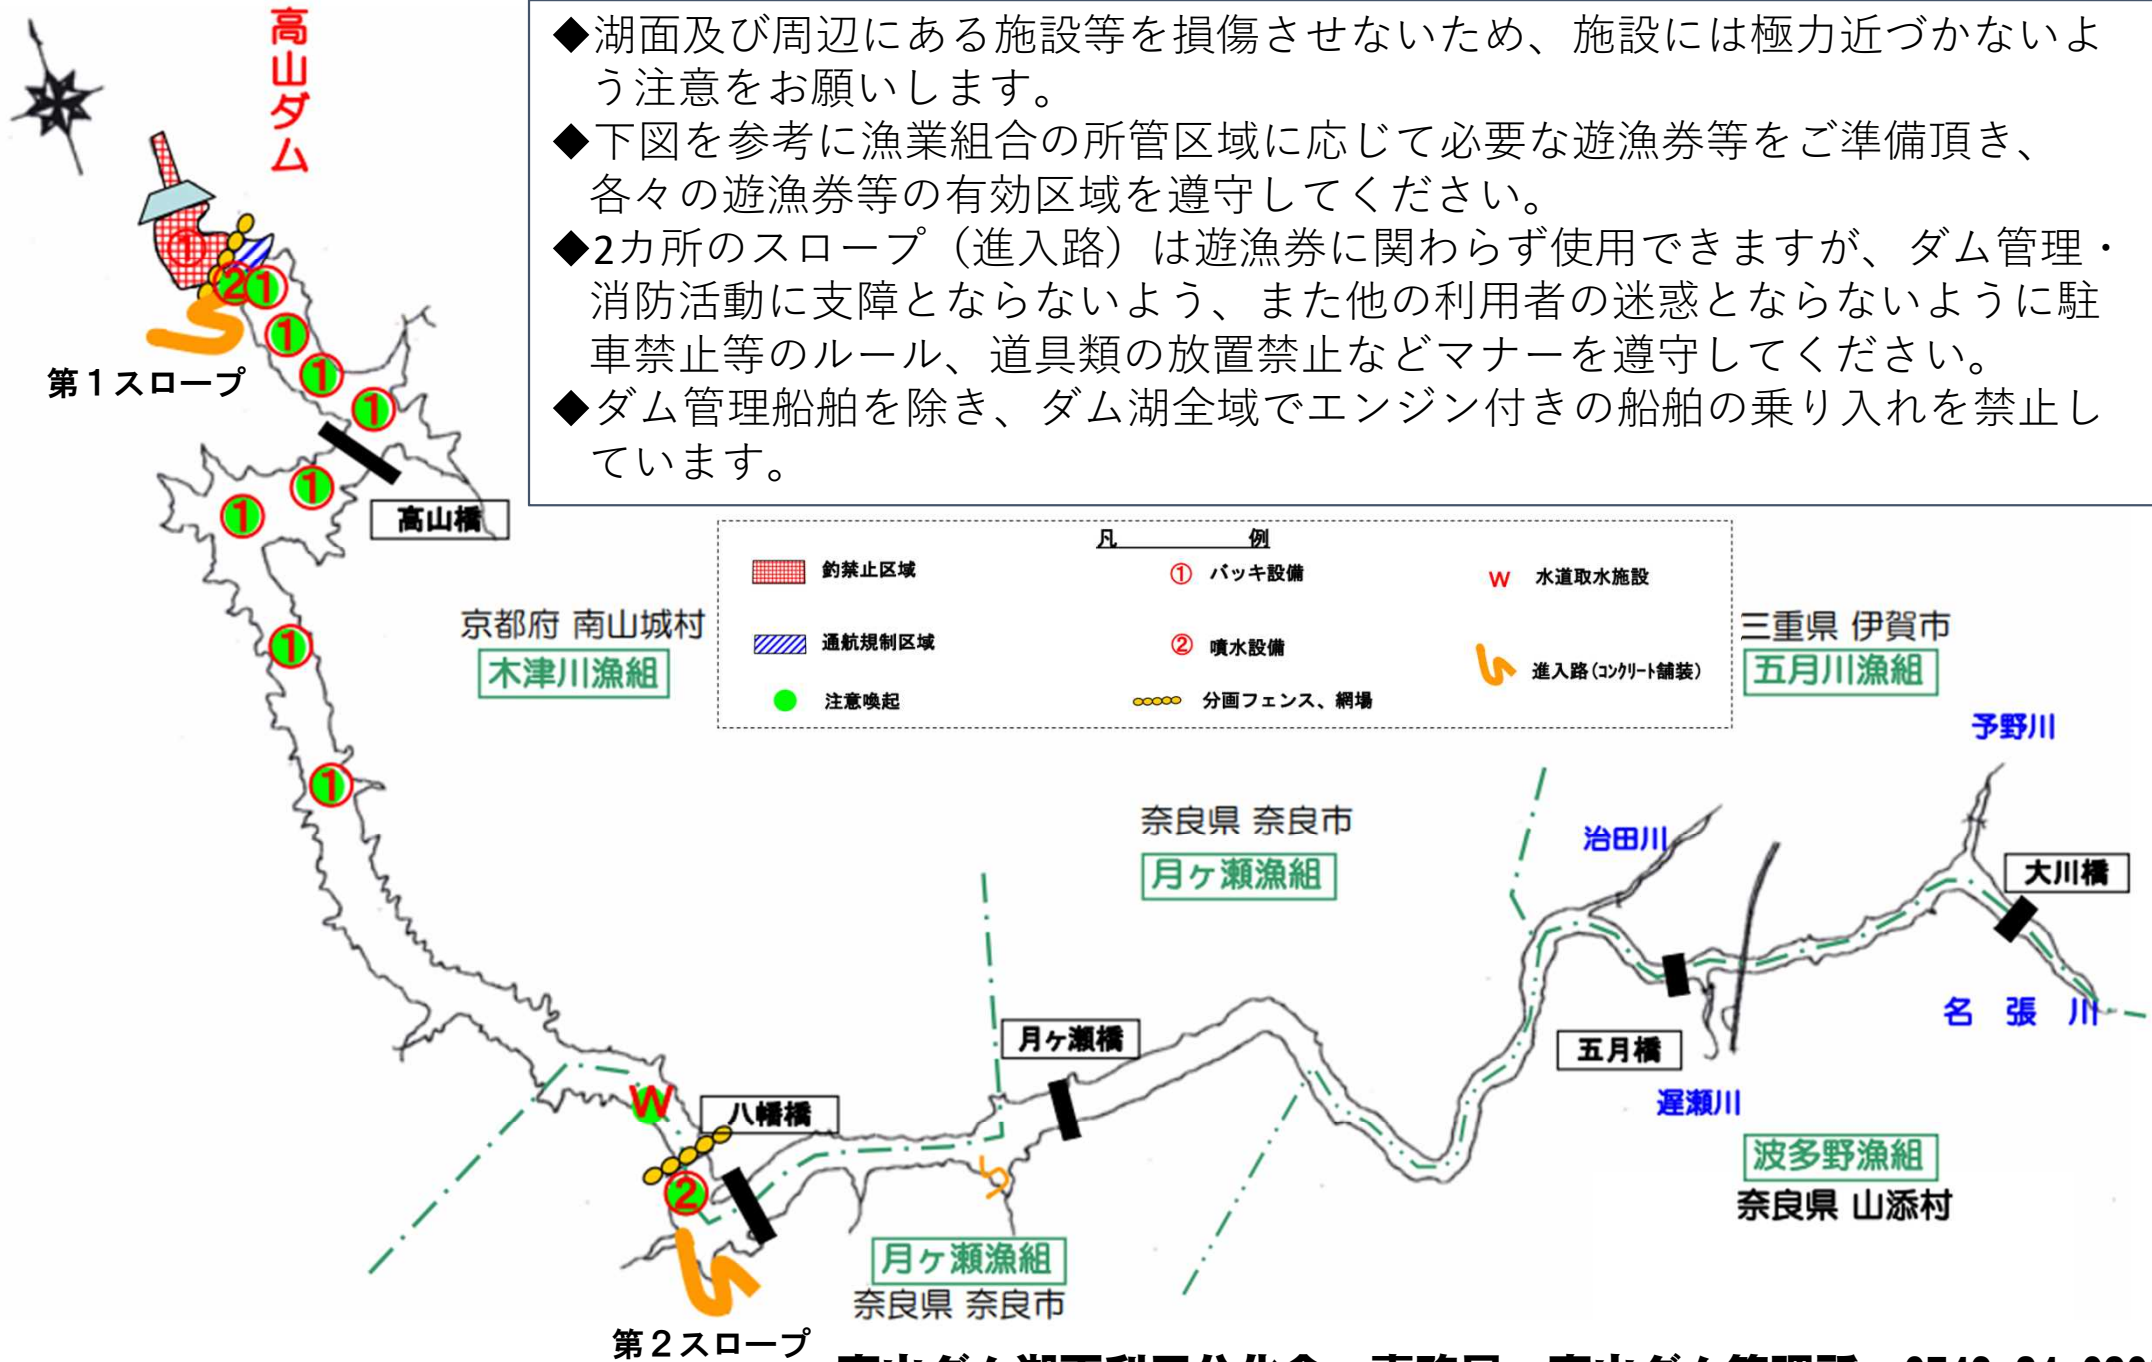 高山ダム
◆湖面及び周辺にある施設等を損傷させないため、施設には極力近づかないよ
う注意をお願いします。
◆下図を参考に漁業組合の所管区域に応じて必要な遊漁券等をご準備頂き、
各々の遊漁券等の有効区域を遵守してください。
◆2カ所のスロープ（進入路）は遊漁券に関わらず使用できますが、ダム管理・
消防活動に支障とならないよう、また他の利用者の迷惑とならないように駐
車禁止等のルール、道具類の放置禁止などマナーを遵守してください。
◆ダム管理船舶を除き、ダム湖全域でエンジン付きの船舶の乗り入れを禁止し
ています。
①
② ①
①
①
①
第１スロープ
高山橋
①
①
①
①
凡 例
釣禁止区域
① バッキ設備
W 水道取水施設
通航規制区域
② 噴水設備
進入路(コンクリート舗装)
注意喚起
分画フェンス、網場
京都府 南山城村
木津川漁組
三重県 伊賀市
五月川漁組
予野川
奈良県 奈良市
月ヶ瀬漁組
治田川
大川橋
名 張 川
月ヶ瀬橋
五月橋
遅瀬川
W
八幡橋
②
波多野漁組
奈良県 山添村
月ヶ瀬漁組
奈良県 奈良市
第２スロープ